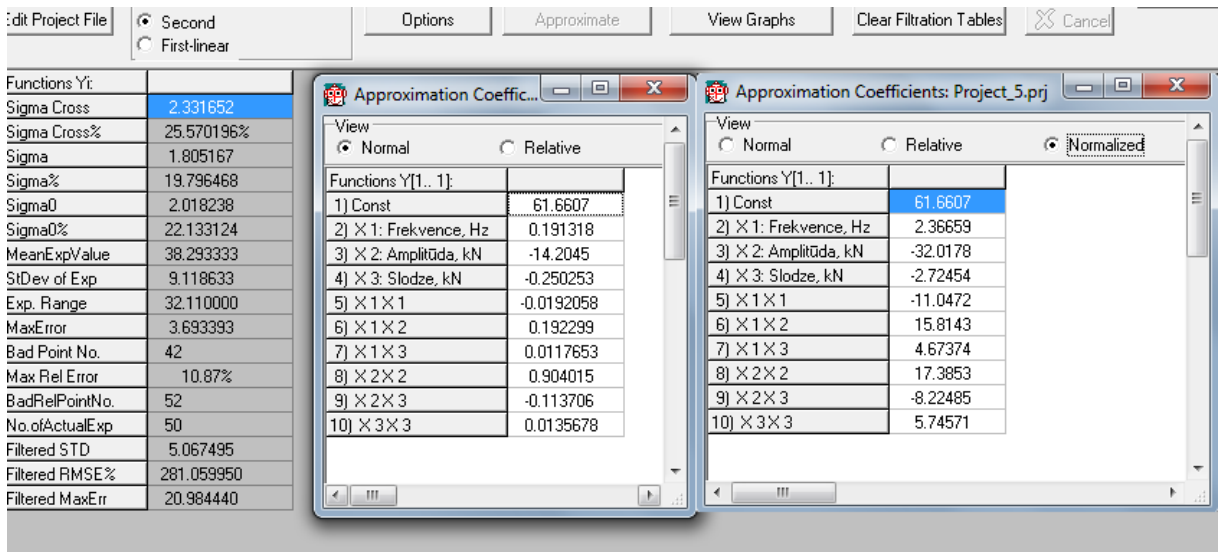 Edit Project File
Second
First-linear
Options
Approximate
View Graphs
Clear Filtration Tables
Cancel
Functions Yi:
Sigma Cross 2.331652
Sigma Cross% 25.570196%
Sigma 1.805167
Sigma% 19.796468
Sigma0 2.018238
Sigma0% 22.133124
MeanExpValue 38.293333
StDev of Exp 9.118633
Exp. Range 32.110000
MaxError 3.693393
Bad Point No. 42
Max Rel Error 10.87%
BadRelPointNo. 52
No.ofActualExp 50
Filtered STD 5.067495
Filtered RMSE% 281.059950
Filtered MaxErr 20.984440
Approximation Coeffic...
View
Normal Relative
Functions Y[1.. 1]:
1) Const 61.6607
2) X 1: Frekvence, Hz 0.191318
3) X 2: Amplitūda, kN -14.2045
4) X 3: Slodze, kN -0.250253
5) X 1 X 1 -0.0192058
6) X 1 X 2 0.192299
7) X 1 X 3 0.0117653
8) X 2 X 2 0.904015
9) X 2 X 3 -0.113706
10) X 3 X 3 0.0135678
Approximation Coefficients: Project_5.prj
View
Normal Relative Normalized
Functions Y[1.. 1]:
1) Const 61.6607
2) X 1: Frekvence, Hz 2.36659
3) X 2: Amplitūda, kN -32.0178
4) X 3: Slodze, kN -2.72454
5) X 1 X 1 -11.0472
6) X 1 X 2 15.8143
7) X 1 X 3 4.67374
8) X 2 X 2 17.3853
9) X 2 X 3 -8.22485
10) X 3 X 3 5.74571